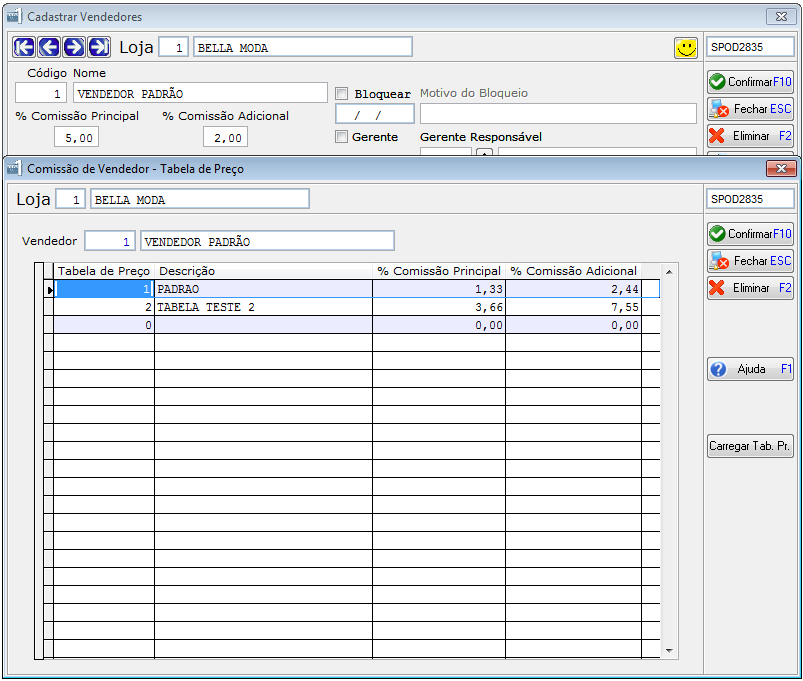 Cadastrar Vendedores
Loja 1 BELLA MODA SPOD2835
Código Nome
1 VENDEDOR PADRÃO Bloquear Motivo do Bloqueio
% Comissão Principal % Comissão Adicional / /
5,00 2,00 Gerente Gerente Responsável
ConfirmarF10
Fechar ESC
Eliminar F2
Comissão de Vendedor - Tabela de Preço
Loja 1 BELLA MODA SPOD2835
Vendedor 1 VENDEDOR PADRÃO
Tabela de Preço Descrição % Comissão Principal % Comissão Adicional
1 PADRAO 1,33 2,44
2 TABELA TESTE 2 3,66 7,55
0 0,00 0,00
ConfirmarF10
Fechar ESC
Eliminar F2
Ajuda F1
Carregar Tab. Pr.